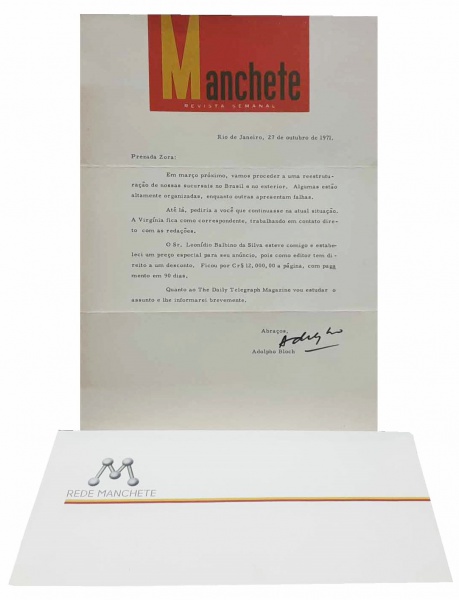 Manchete
REVISTA SEMANAL
Rio de Janeiro, 27 de outubro de 1971.
Prezada Zora:
Em março próximo, vamos proceder a uma reestrutu-
ração de nossas sucursais no Brasil e no exterior. Algumas estão
altamente organizadas, enquanto outras apresentam falhas.
Até lá, pediria a você que continuasse na atual situação.
A Virgínia fica como correspondente, trabalhando em contato dire-
to com as redações.
O Sr. Leonídio Balbino da Silva esteve comigo e estabe-
leci um preço especial para seu anúncio, pois como editor tem di-
reito a um desconto. Ficou por Cr$ 12.000,00 a página, com paga
mento em 90 dias.
Quanto ao The Daily Telegraph Magazine vou estudar o
assunto e lhe informarei brevemente.
Abraços,
Adolpho
Adolpho Bloch
M
REDE MANCHETE